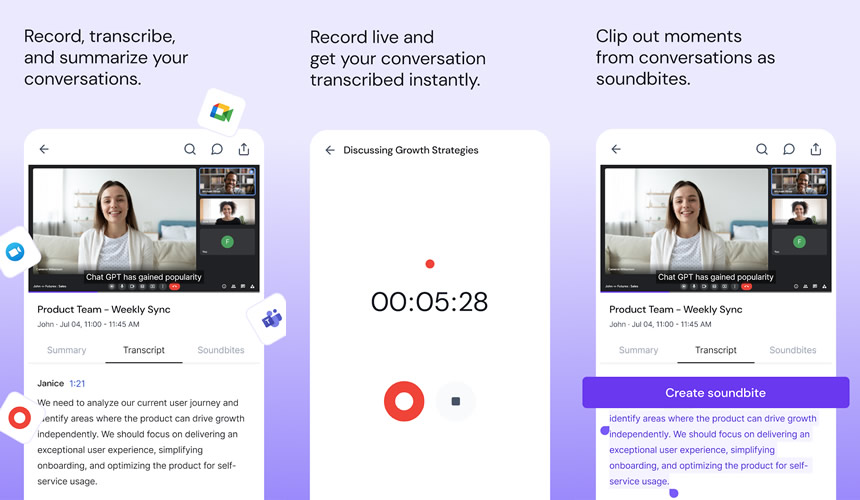 Record, transcribe,
and summarize your
conversations.
Chat GPT has gained popularity
Product Team - Weekly Sync
John · Jul 04, 11:00 - 11:45 AM
Summary
Transcript
Soundbites
Janice 1:21
We need to analyze our current user journey and
identify areas where the product can drive growth
independently. We should focus on delivering an
exceptional user experience, simplifying
onboarding, and optimizing the product for self-
service usage.
Record live and
get your conversation
transcribed instantly.
Discussing Growth Strategies
00:05:28
Clip out moments
from conversations as
soundbites.
F
Chat GPT has gained popularity
Product Team - Weekly Sync
John · Jul 04, 11:00 - 11:45 AM
Summary
Transcript
Soundbites
Create soundbite
identify areas where the product can drive growth
independently. We should focus on delivering an
exceptional user experience, simplifying
onboarding, and optimizing the product for self-
service usage.